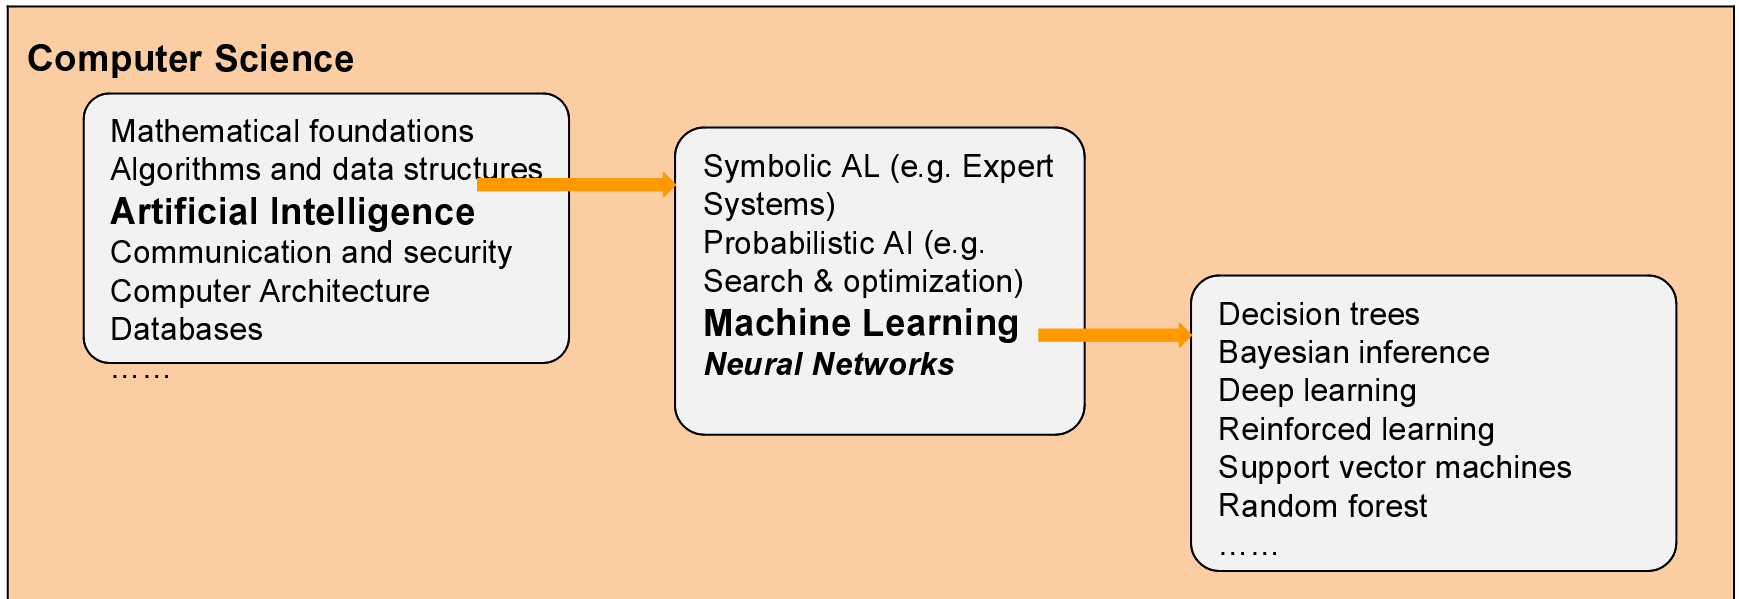 Computer Science
Mathematical foundations
Algorithms and data structures
Artificial Intelligence
Communication and security
Computer Architecture
Databases
……
Symbolic AL (e.g. Expert
Systems)
Probabilistic AI (e.g.
Search & optimization)
Machine Learning
Neural Networks
Decision trees
Bayesian inference
Deep learning
Reinforced learning
Support vector machines
Random forest
……